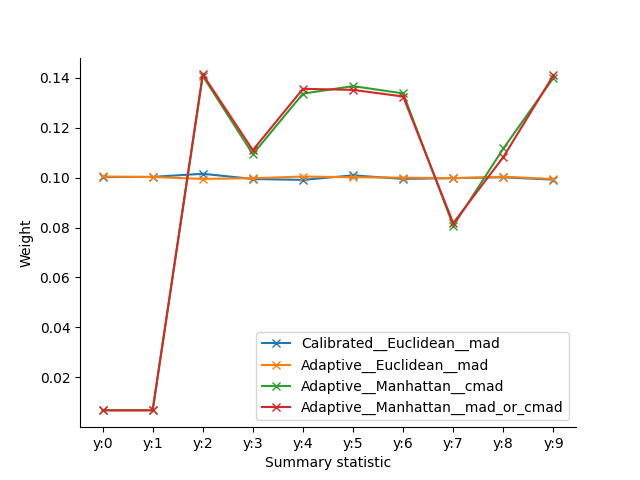 0.14
0.12
0.10
0.08
0.06
0.04
0.02
Weight
Calibrated__Euclidean__mad
Adaptive__Euclidean__mad
Adaptive__Manhattan__cmad
Adaptive__Manhattan__mad_or_cmad
y:0 y:1 y:2 y:3 y:4 y:5 y:6 y:7 y:8 y:9
Summary statistic